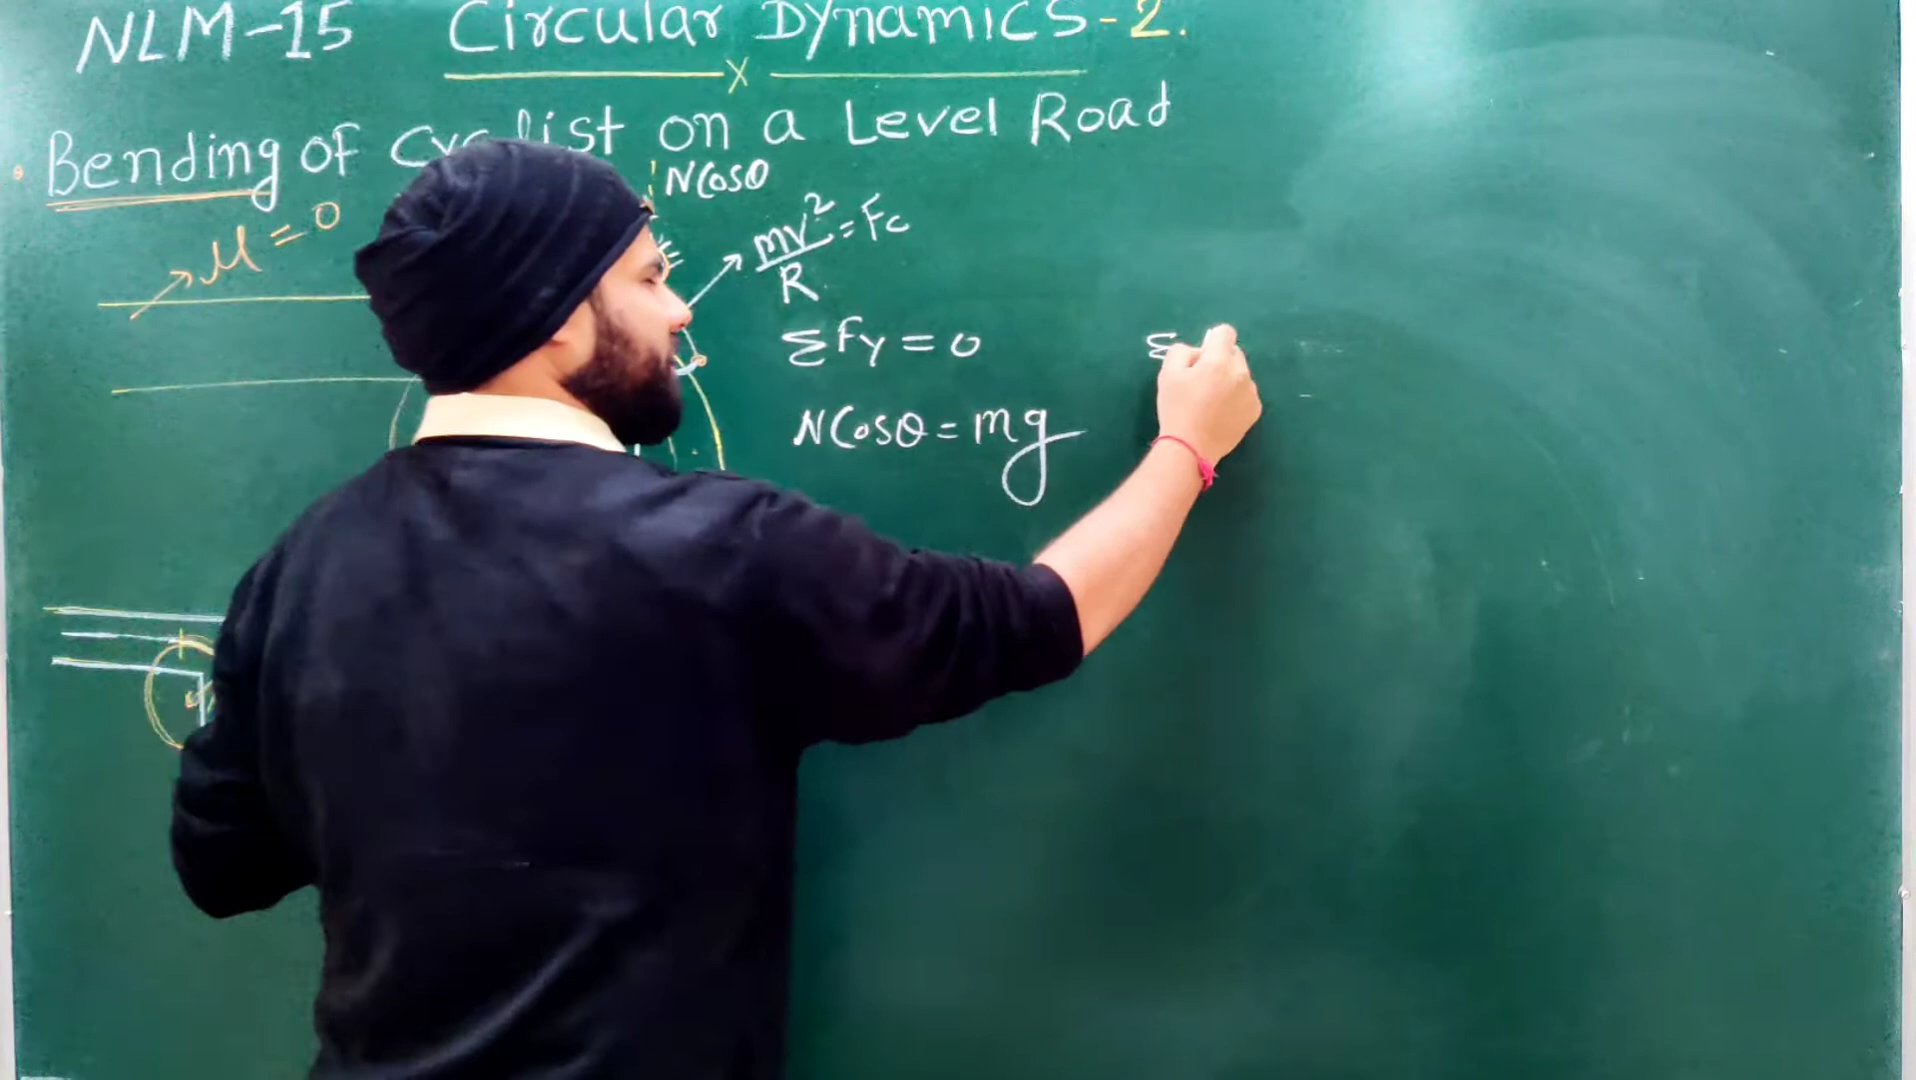 NLM-15 Circular Dynamics-2.
Bending of Cyclist on a Level Road
NCosθ
μ=0
mv²/R = Fc
ΣFy = 0
Σ
NCosθ = mg